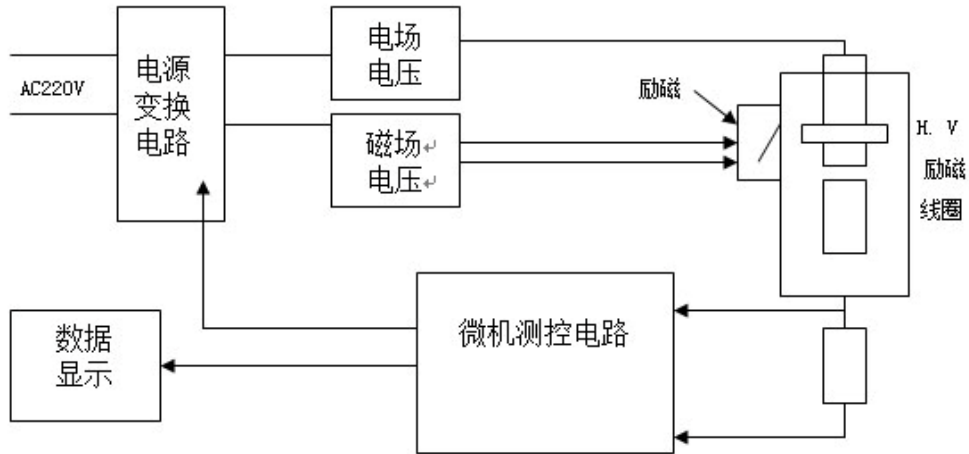 AC220V
电源
变换
电路
电场
电压
磁场↵
电压↵
励磁
H. V
励磁
线圈
微机测控电路
数据
显示